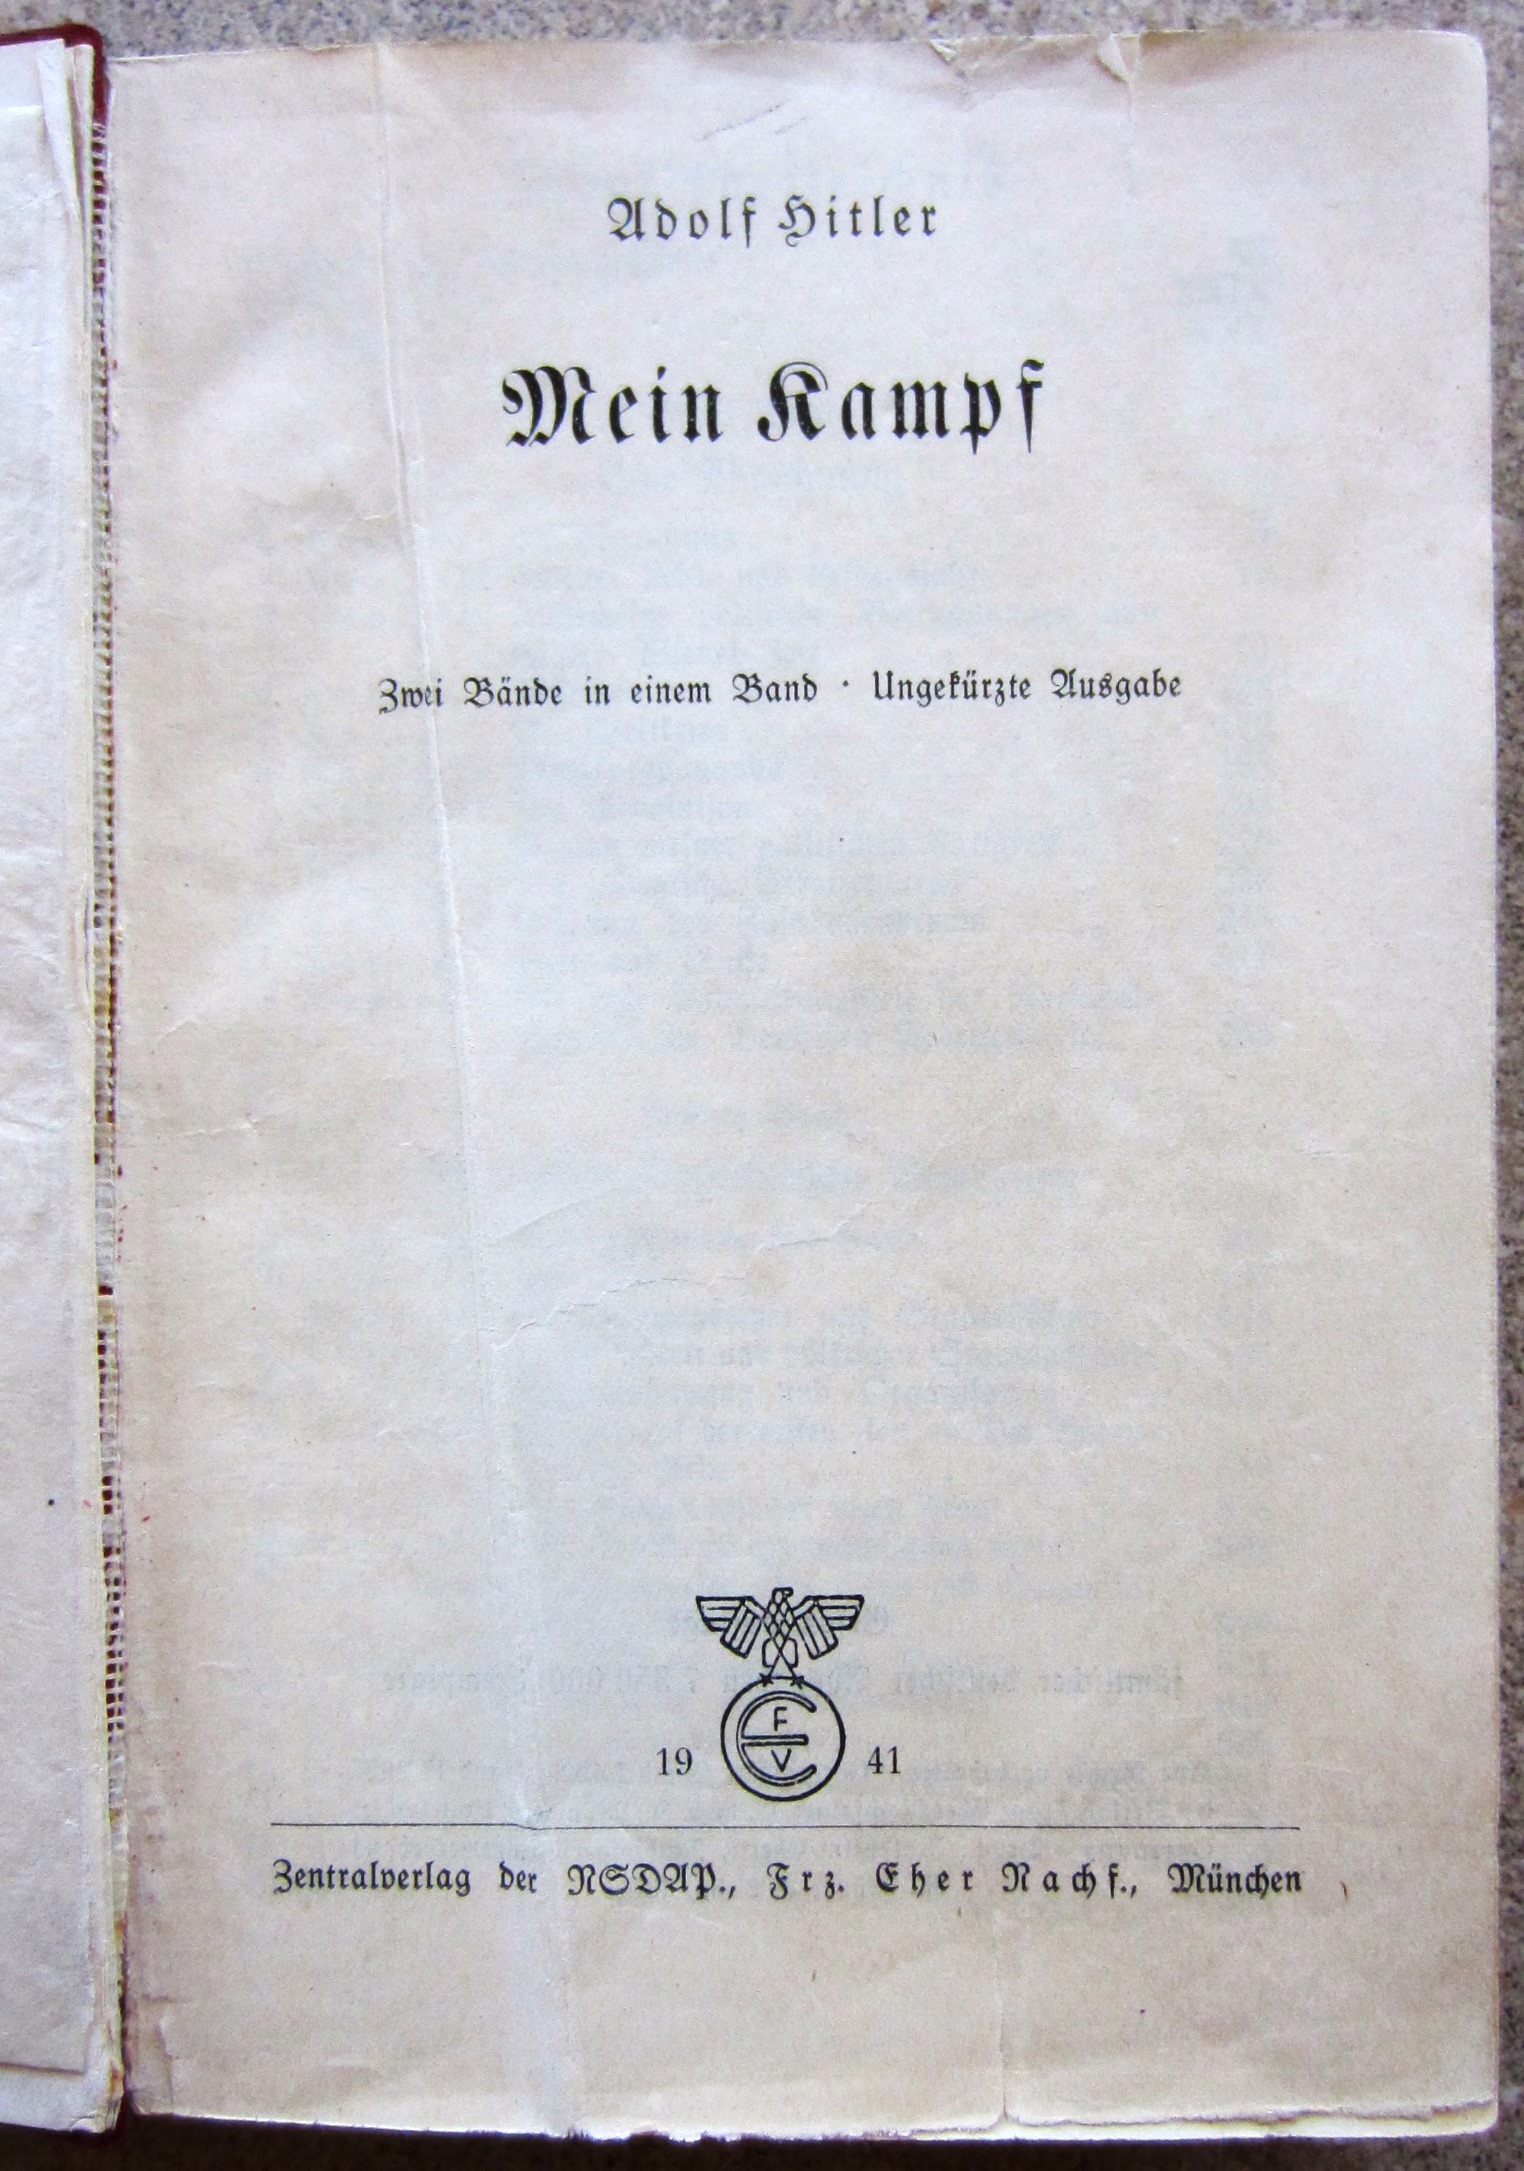 Adolf Hitler
Mein Kampf
Zwei Bände in einem Band · Ungekürzte Ausgabe
F
V
19 41
Zentralverlag der NSDAP., Frz. Eher Nachf., München